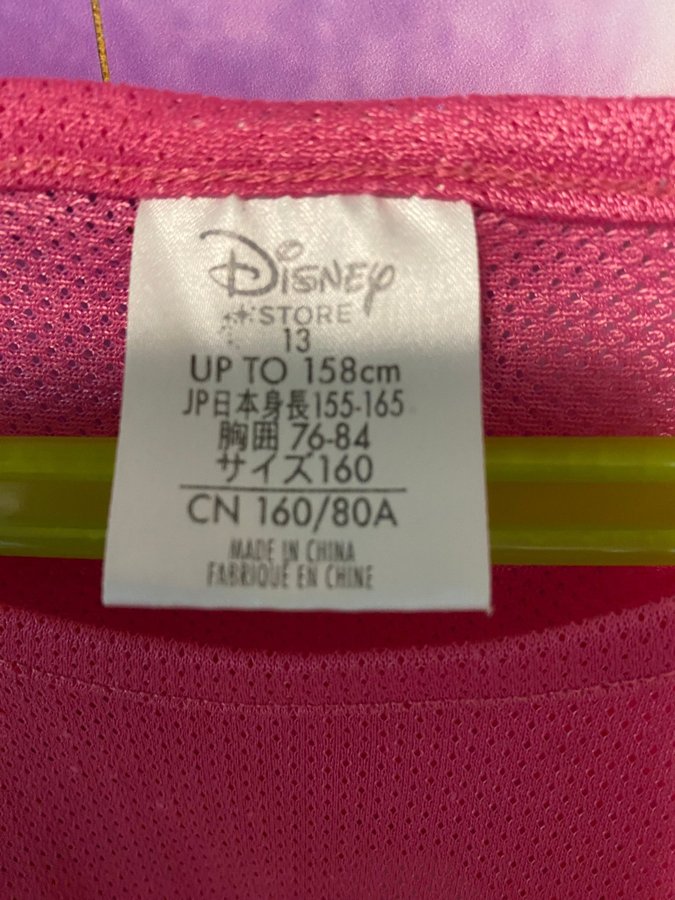 Disney
STORE
13
UP TO 158cm
JP日本身長155-165
胸囲 76-84
サイズ160
CN 160/80A
MADE IN CHINA
FABRIQUÉ EN CHINE